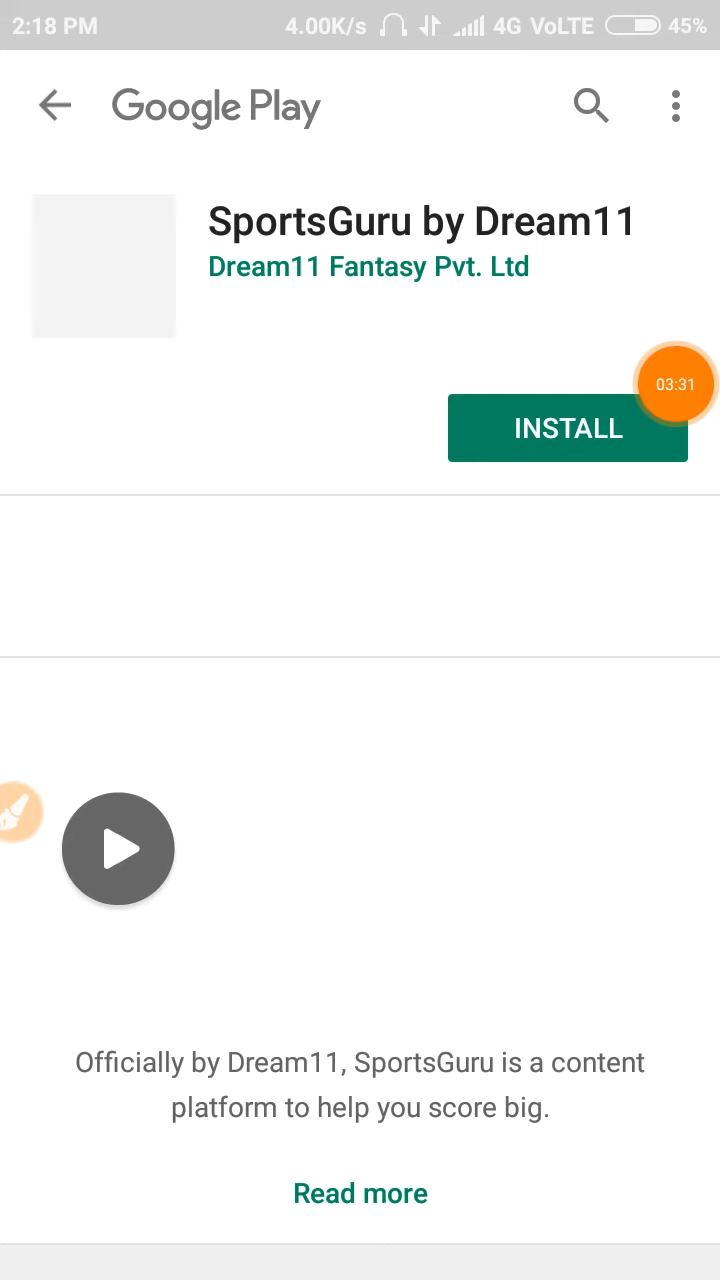 2:18 PM 4.00K/s 4G VoLTE 45%
Google Play
SportsGuru by Dream11
Dream11 Fantasy Pvt. Ltd
03:31
INSTALL
Officially by Dream11, SportsGuru is a content
platform to help you score big.
Read more